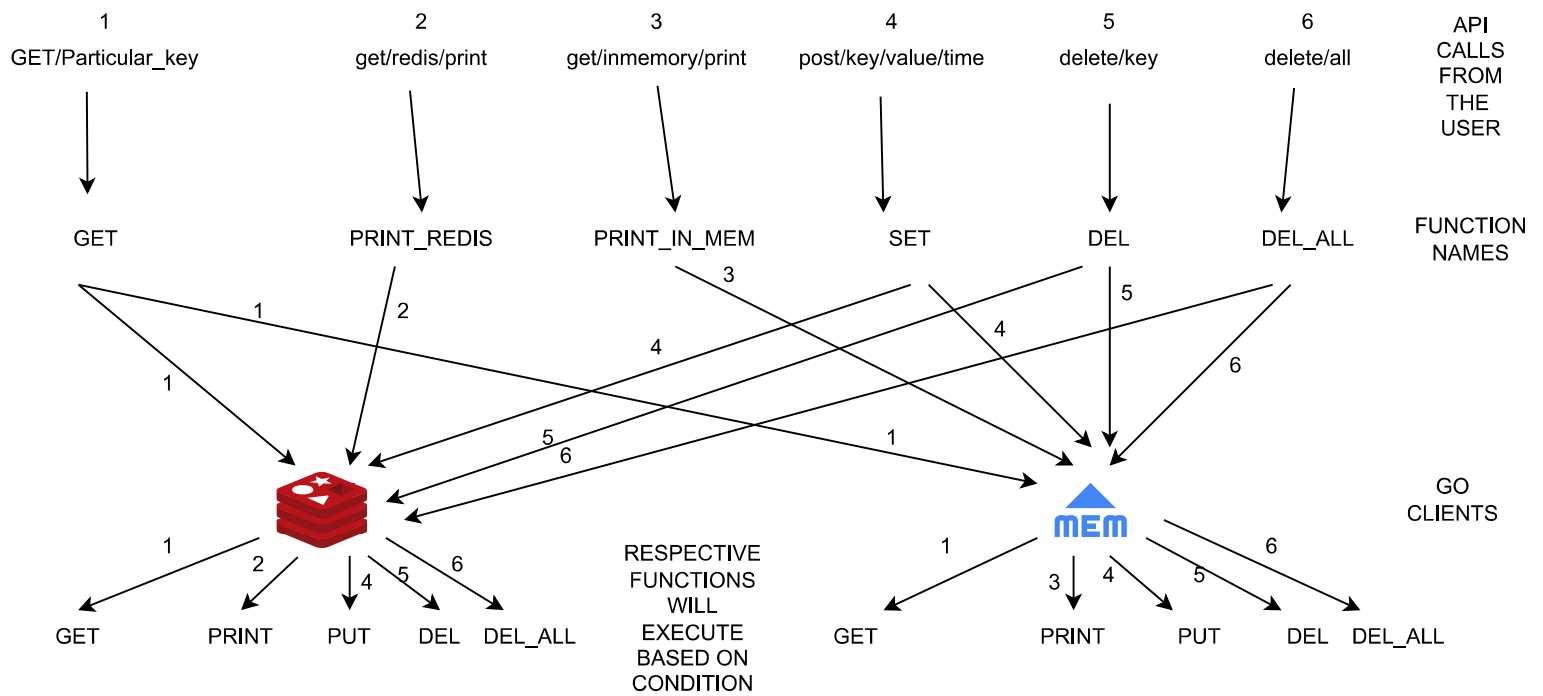 1 2 3 4 5 6
API
CALLS
FROM
THE
USER
GET/Particular_key get/redis/print get/inmemory/print post/key/value/time delete/key delete/all
GET PRINT_REDIS PRINT_IN_MEM SET DEL DEL_ALL
FUNCTION
NAMES
3
5
1 2 4
4
1 6
5 1
6
GO
CLIENTS
MEM
1 2 4 5 6
RESPECTIVE
FUNCTIONS
WILL
EXECUTE
BASED ON
CONDITION
1 3 4 5 6
GET PRINT PUT DEL DEL_ALL
GET PRINT PUT DEL DEL_ALL